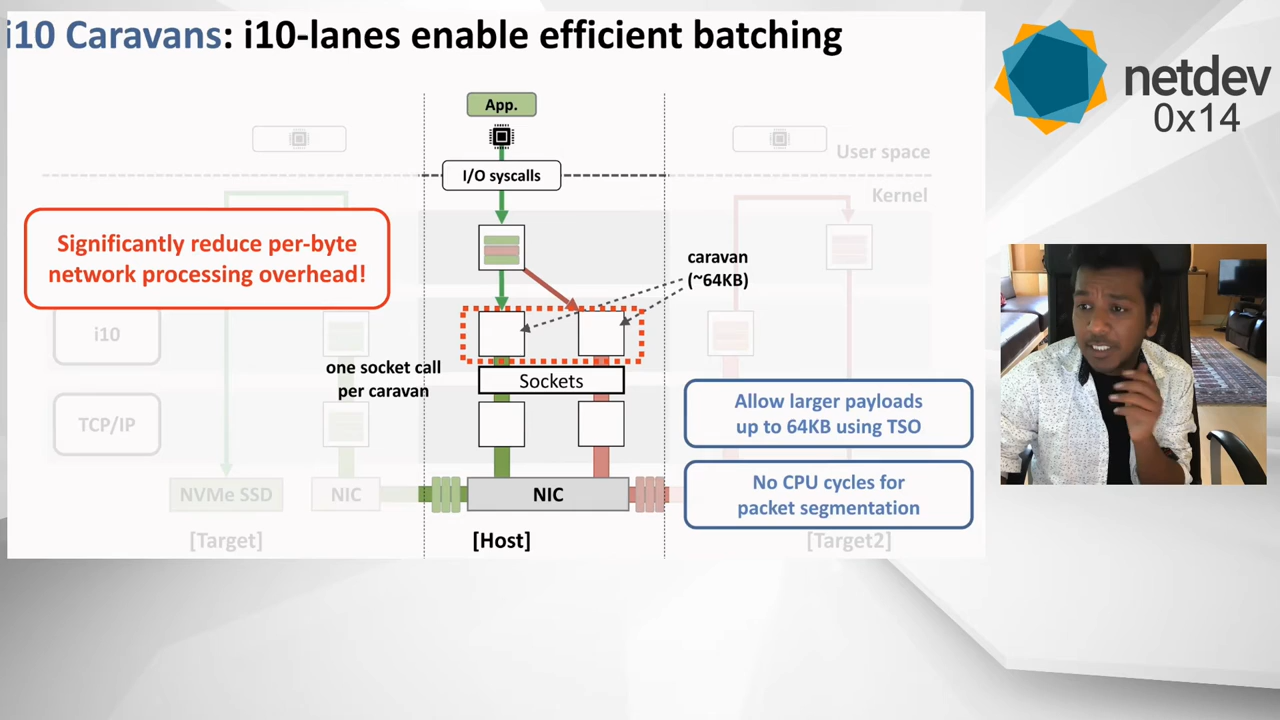 i10 Caravans: i10-lanes enable efficient batching
netdev
0x14
App.
User space
I/O syscalls
Kernel
Significantly reduce per-byte
network processing overhead!
caravan
(~64KB)
i10
one socket call
per caravan
Sockets
Allow larger payloads
up to 64KB using TSO
TCP/IP
No CPU cycles for
packet segmentation
NVMe SSD
NIC
NIC
[Target]
[Host]
[Target2]